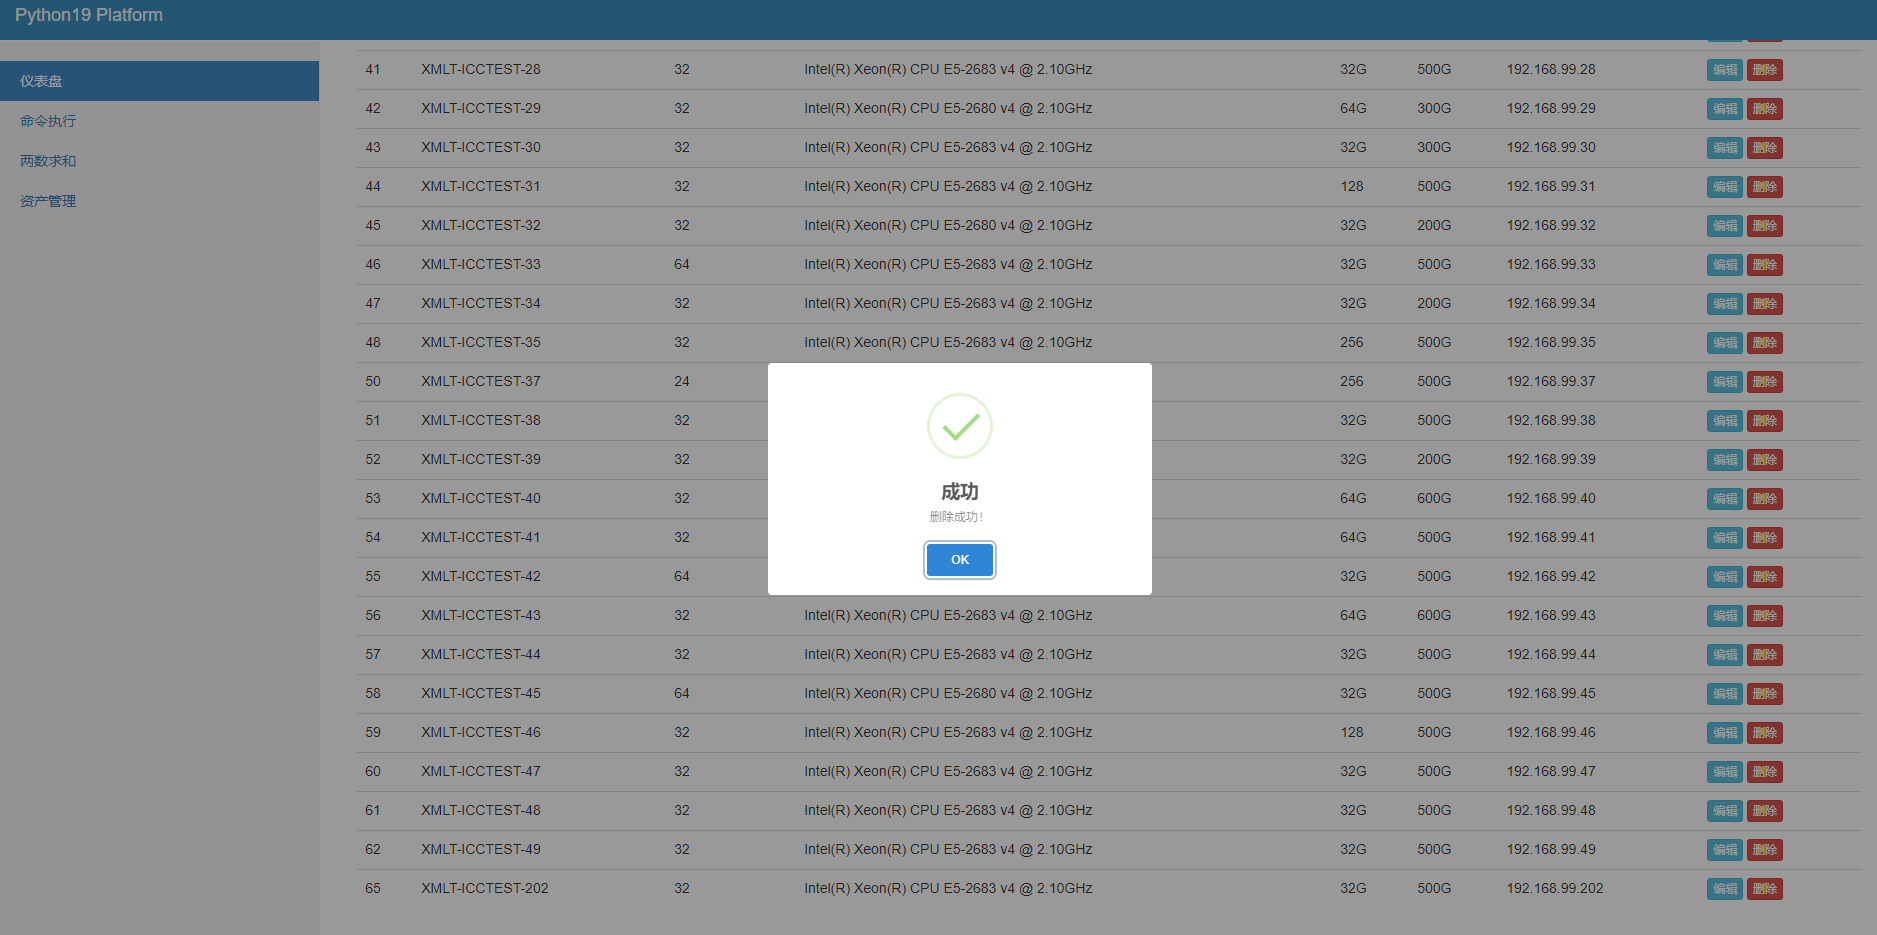 Python19 Platform
仪表盘
命令执行
两数求和
资产管理
41 XMLT-ICCTEST-28 32 Intel(R) Xeon(R) CPU E5-2683 v4 @ 2.10GHz 32G 500G 192.168.99.28 编辑 删除
42 XMLT-ICCTEST-29 32 Intel(R) Xeon(R) CPU E5-2680 v4 @ 2.10GHz 64G 300G 192.168.99.29 编辑 删除
43 XMLT-ICCTEST-30 32 Intel(R) Xeon(R) CPU E5-2683 v4 @ 2.10GHz 32G 300G 192.168.99.30 编辑 删除
44 XMLT-ICCTEST-31 32 Intel(R) Xeon(R) CPU E5-2683 v4 @ 2.10GHz 128 500G 192.168.99.31 编辑 删除
45 XMLT-ICCTEST-32 32 Intel(R) Xeon(R) CPU E5-2680 v4 @ 2.10GHz 32G 200G 192.168.99.32 编辑 删除
46 XMLT-ICCTEST-33 64 Intel(R) Xeon(R) CPU E5-2683 v4 @ 2.10GHz 32G 500G 192.168.99.33 编辑 删除
47 XMLT-ICCTEST-34 32 Intel(R) Xeon(R) CPU E5-2683 v4 @ 2.10GHz 32G 200G 192.168.99.34 编辑 删除
48 XMLT-ICCTEST-35 32 Intel(R) Xeon(R) CPU E5-2683 v4 @ 2.10GHz 256 500G 192.168.99.35 编辑 删除
50 XMLT-ICCTEST-37 24 256 500G 192.168.99.37 编辑 删除
51 XMLT-ICCTEST-38 32 32G 500G 192.168.99.38 编辑 删除
52 XMLT-ICCTEST-39 32 32G 200G 192.168.99.39 编辑 删除
53 XMLT-ICCTEST-40 32 64G 600G 192.168.99.40 编辑 删除
54 XMLT-ICCTEST-41 32 64G 500G 192.168.99.41 编辑 删除
55 XMLT-ICCTEST-42 64 32G 500G 192.168.99.42 编辑 删除
56 XMLT-ICCTEST-43 32 Intel(R) Xeon(R) CPU E5-2683 v4 @ 2.10GHz 64G 600G 192.168.99.43 编辑 删除
57 XMLT-ICCTEST-44 32 Intel(R) Xeon(R) CPU E5-2683 v4 @ 2.10GHz 32G 500G 192.168.99.44 编辑 删除
58 XMLT-ICCTEST-45 64 Intel(R) Xeon(R) CPU E5-2680 v4 @ 2.10GHz 32G 500G 192.168.99.45 编辑 删除
59 XMLT-ICCTEST-46 32 Intel(R) Xeon(R) CPU E5-2683 v4 @ 2.10GHz 128 500G 192.168.99.46 编辑 删除
60 XMLT-ICCTEST-47 32 Intel(R) Xeon(R) CPU E5-2683 v4 @ 2.10GHz 32G 500G 192.168.99.47 编辑 删除
61 XMLT-ICCTEST-48 32 Intel(R) Xeon(R) CPU E5-2683 v4 @ 2.10GHz 32G 500G 192.168.99.48 编辑 删除
62 XMLT-ICCTEST-49 32 Intel(R) Xeon(R) CPU E5-2683 v4 @ 2.10GHz 32G 500G 192.168.99.49 编辑 删除
65 XMLT-ICCTEST-202 32 Intel(R) Xeon(R) CPU E5-2683 v4 @ 2.10GHz 32G 500G 192.168.99.202 编辑 删除
成功
删除成功！
OK